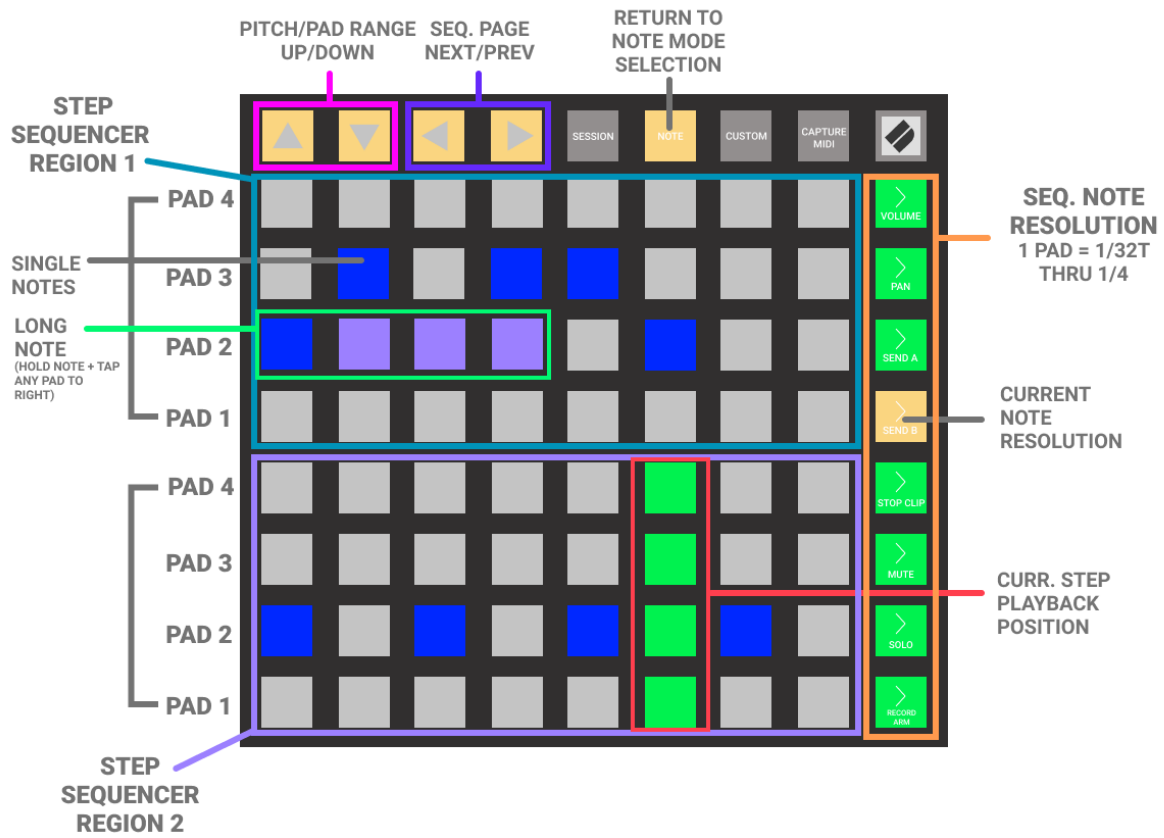 PITCH/PAD RANGE
UP/DOWN
SEQ. PAGE
NEXT/PREV
RETURN TO
NOTE MODE
SELECTION
STEP
SEQUENCER
REGION 1
SESSION
NOTE
CUSTOM
CAPTURE
MIDI
PAD 4
VOLUME
SEQ. NOTE
RESOLUTION
1 PAD = 1/32T
THRU 1/4
SINGLE
NOTES
PAD 3
PAN
LONG
NOTE
(HOLD NOTE + TAP
ANY PAD TO
RIGHT)
PAD 2
SEND A
PAD 1
SEND B
CURRENT
NOTE
RESOLUTION
PAD 4
STOP CLIP
PAD 3
MUTE
CURR. STEP
PLAYBACK
POSITION
PAD 2
SOLO
PAD 1
RECORD
ARM
STEP
SEQUENCER
REGION 2